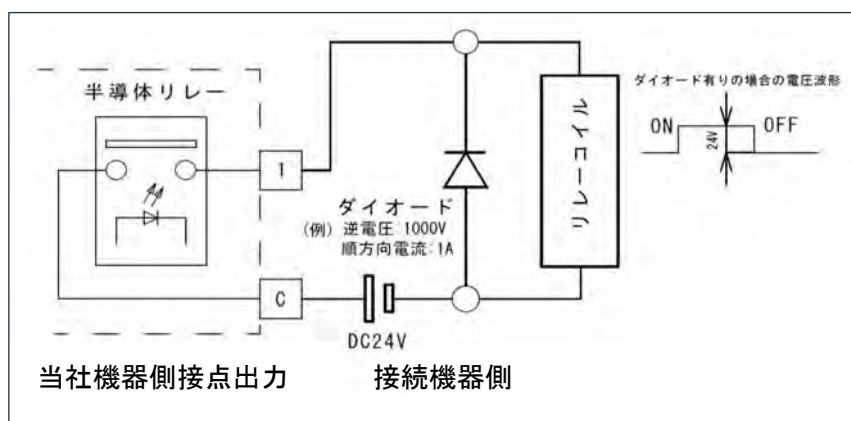 半導体リレー
1
C
ダイオード
(例) 逆電圧:1000V
順方向電流:1A
DC24V
リレーコイル
ダイオード有りの場合の電圧波形
ON
24V
OFF
当社機器側接点出力
接続機器側